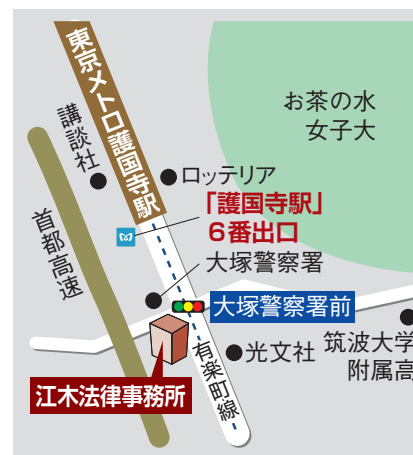 東京メトロ護国寺駅
講談社
お茶の水
女子大
ロッテリア
「護国寺駅」
6番出口
首都高速
大塚警察署
大塚警察署前
有楽町線
光文社
筑波大学
附属高
江木法律事務所